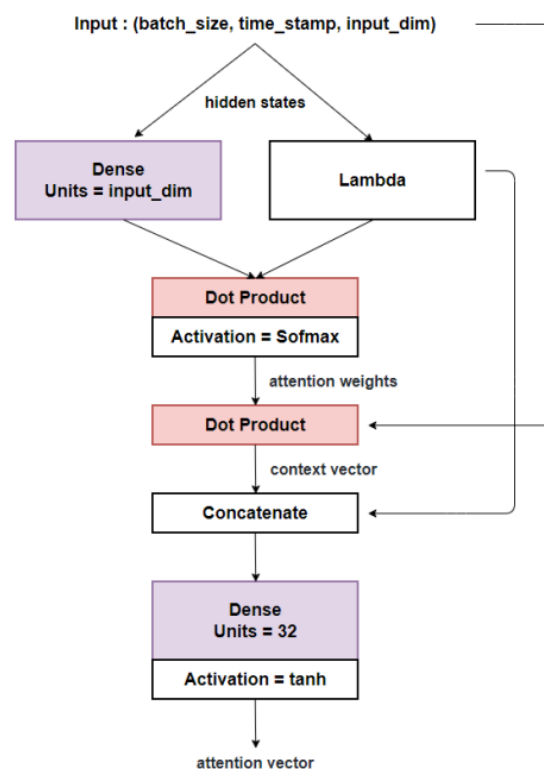 Input : (batch_size, time_stamp, input_dim)
hidden states
Dense
Units = input_dim
Lambda
Dot Product
Activation = Sofmax
attention weights
Dot Product
context vector
Concatenate
Dense
Units = 32
Activation = tanh
attention vector